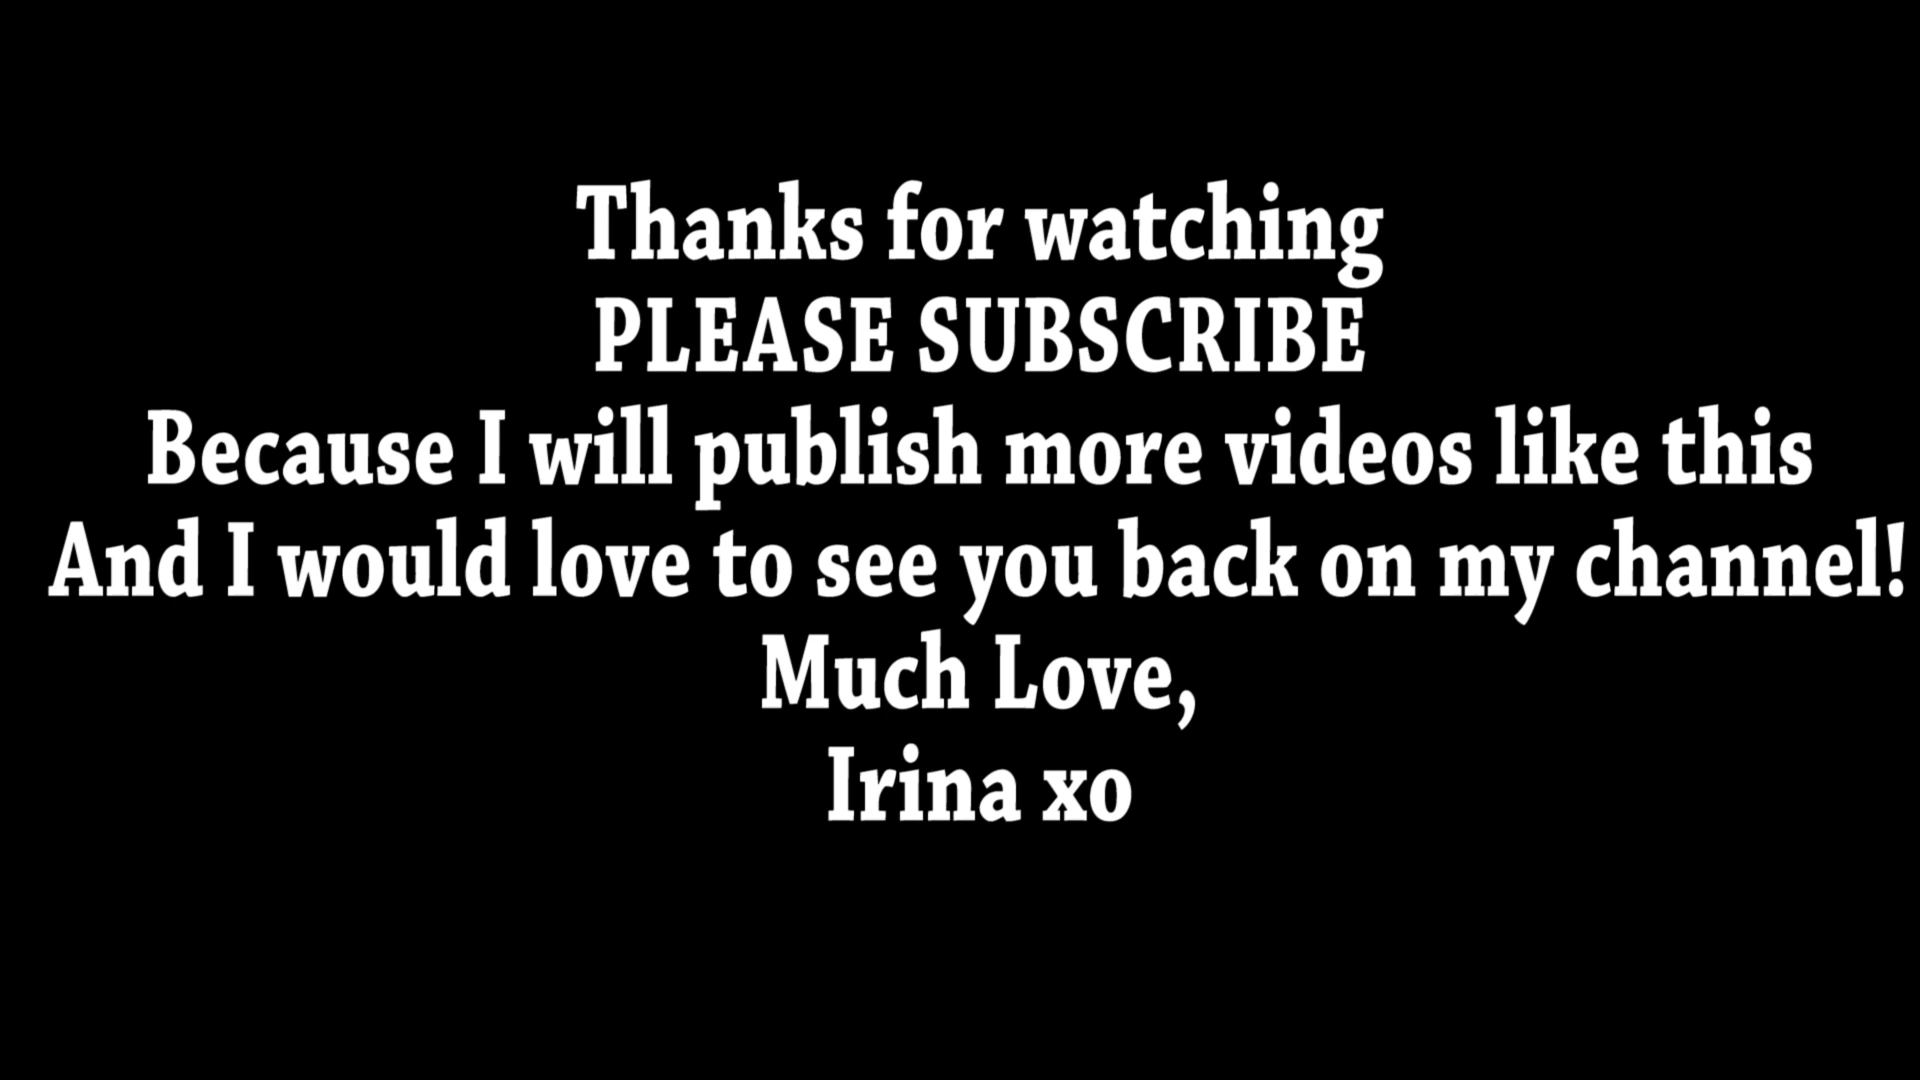 Thanks for watching
PLEASE SUBSCRIBE
Because I will publish more videos like this
And I would love to see you back on my channel!
Much Love,
Irina xo